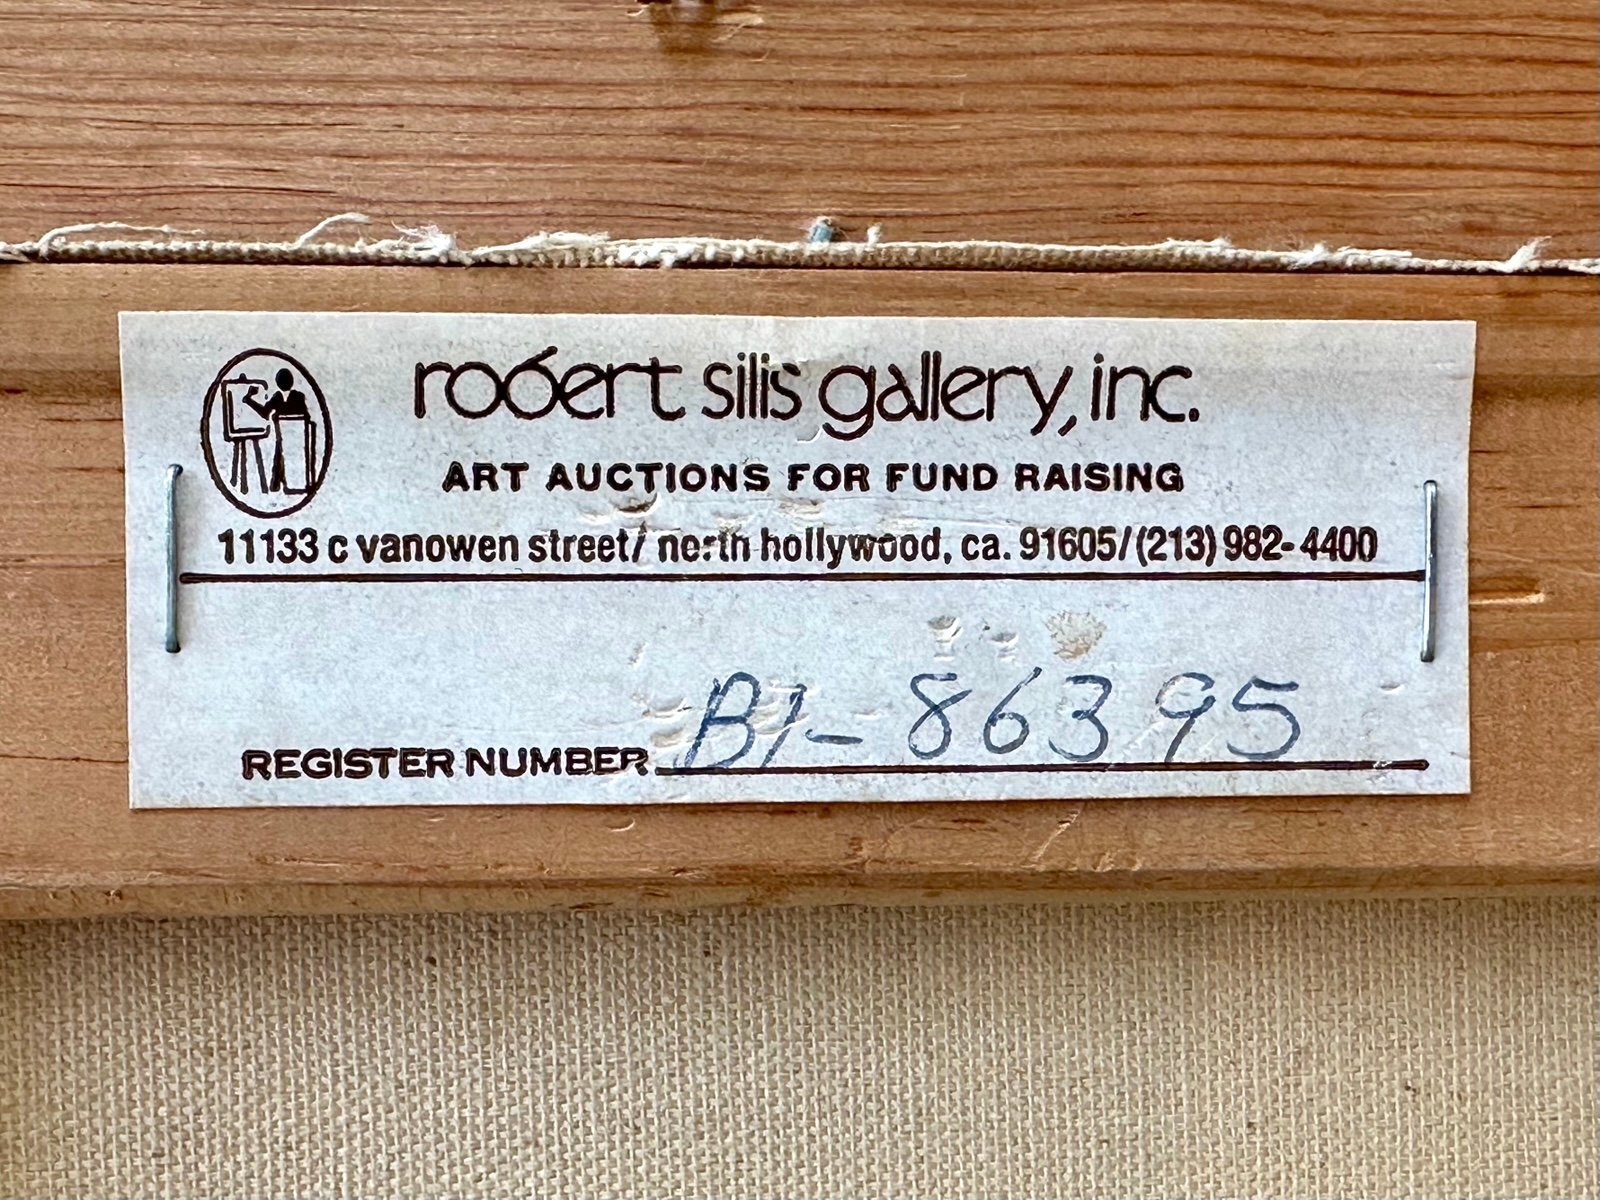 robert silis gallery, inc.
ART AUCTIONS FOR FUND RAISING
11133 c vanowen street/ north hollywood, ca. 91605/(213) 982-4400
REGISTER NUMBER B1-86395